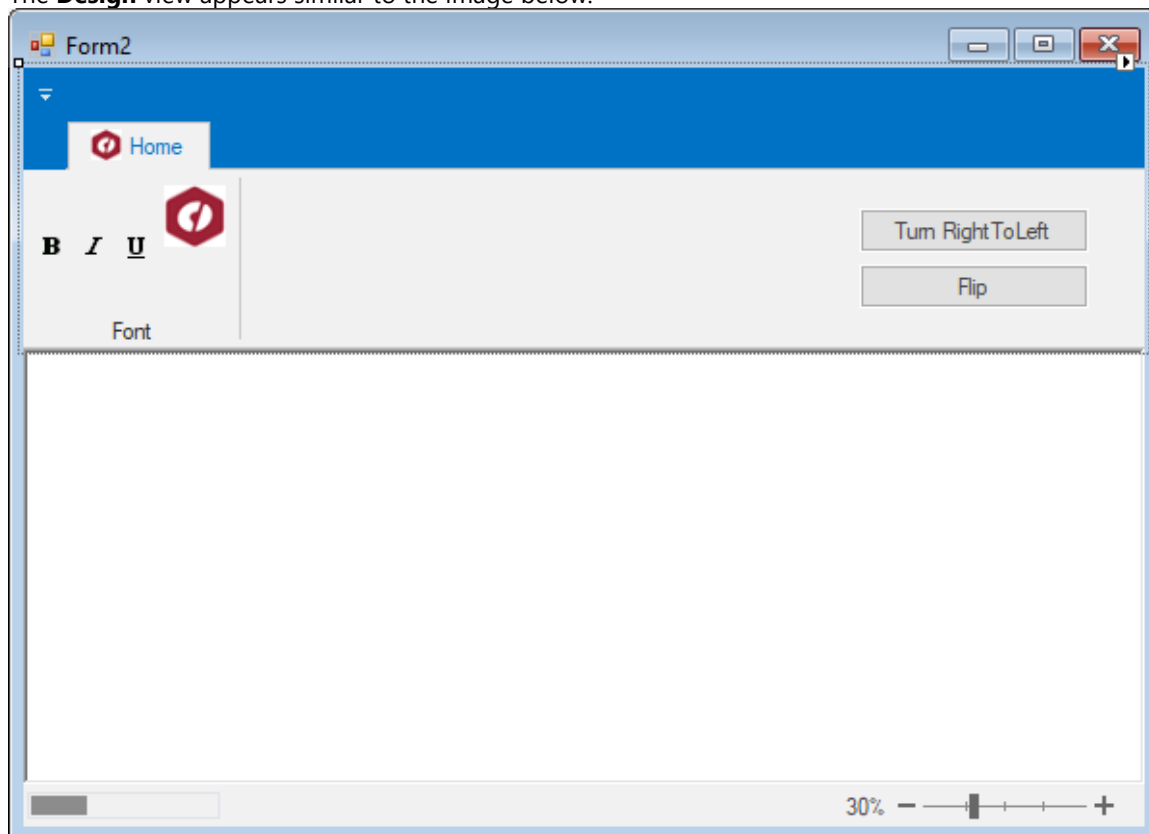 The Design view appears similar to the image below.
Form2
Home
B I U
Turn RightToLeft
Flip
Font
30%